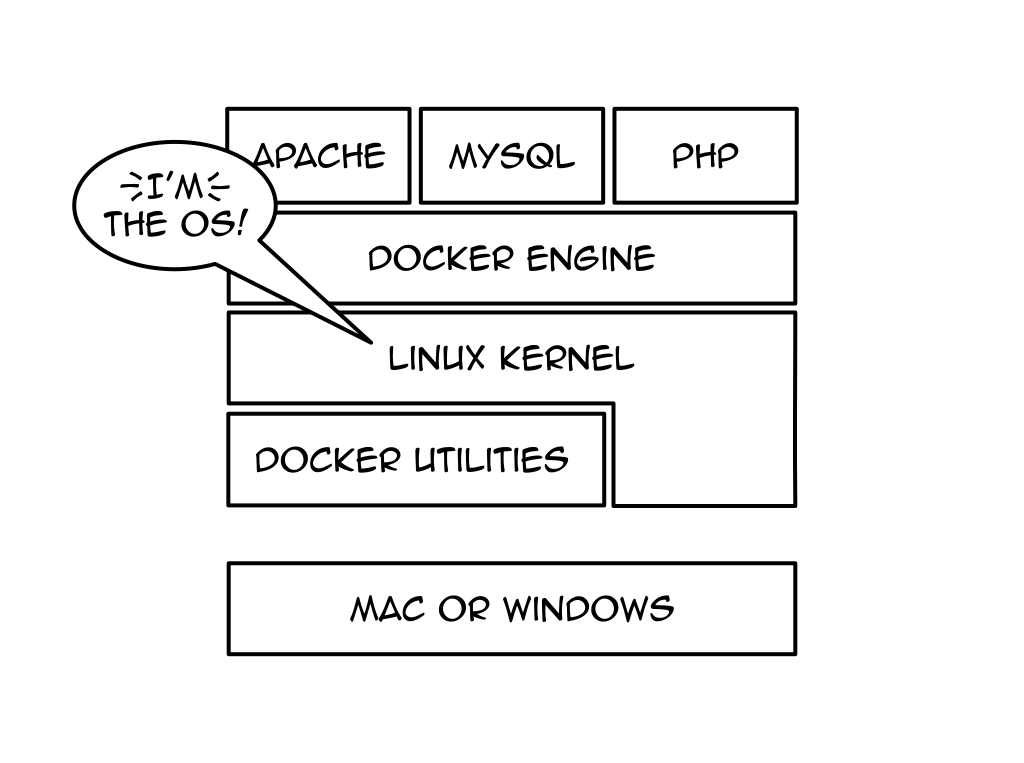 APACHE
MYSQL
PHP
I'M
THE OS!
DOCKER ENGINE
LINUX KERNEL
DOCKER UTILITIES
MAC OR WINDOWS